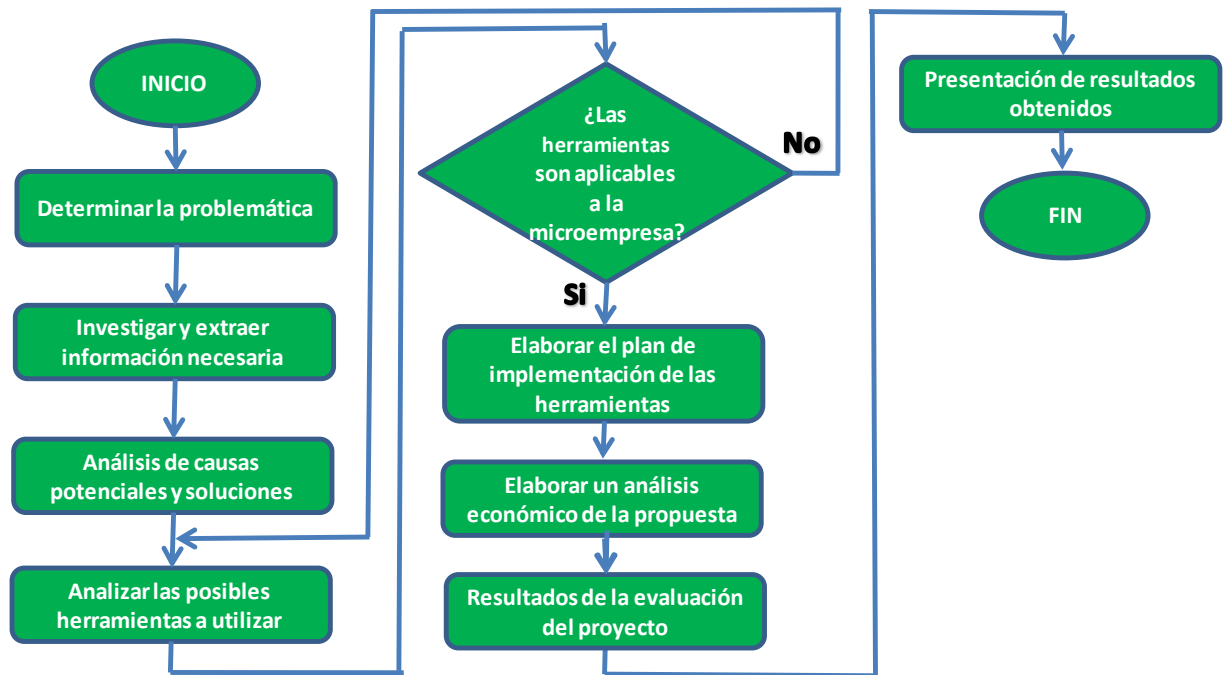 INICIO
Determinar la problemática
Investigar y extraer
información necesaria
Análisis de causas
potenciales y soluciones
Analizar las posibles
herramientas a utilizar
¿Las
herramientas
son aplicables
a la
microempresa?
No
Si
Elaborar el plan de
implementación de las
herramientas
Elaborar un análisis
económico de la propuesta
Resultados de la evaluación
del proyecto
Presentación de resultados
obtenidos
FIN